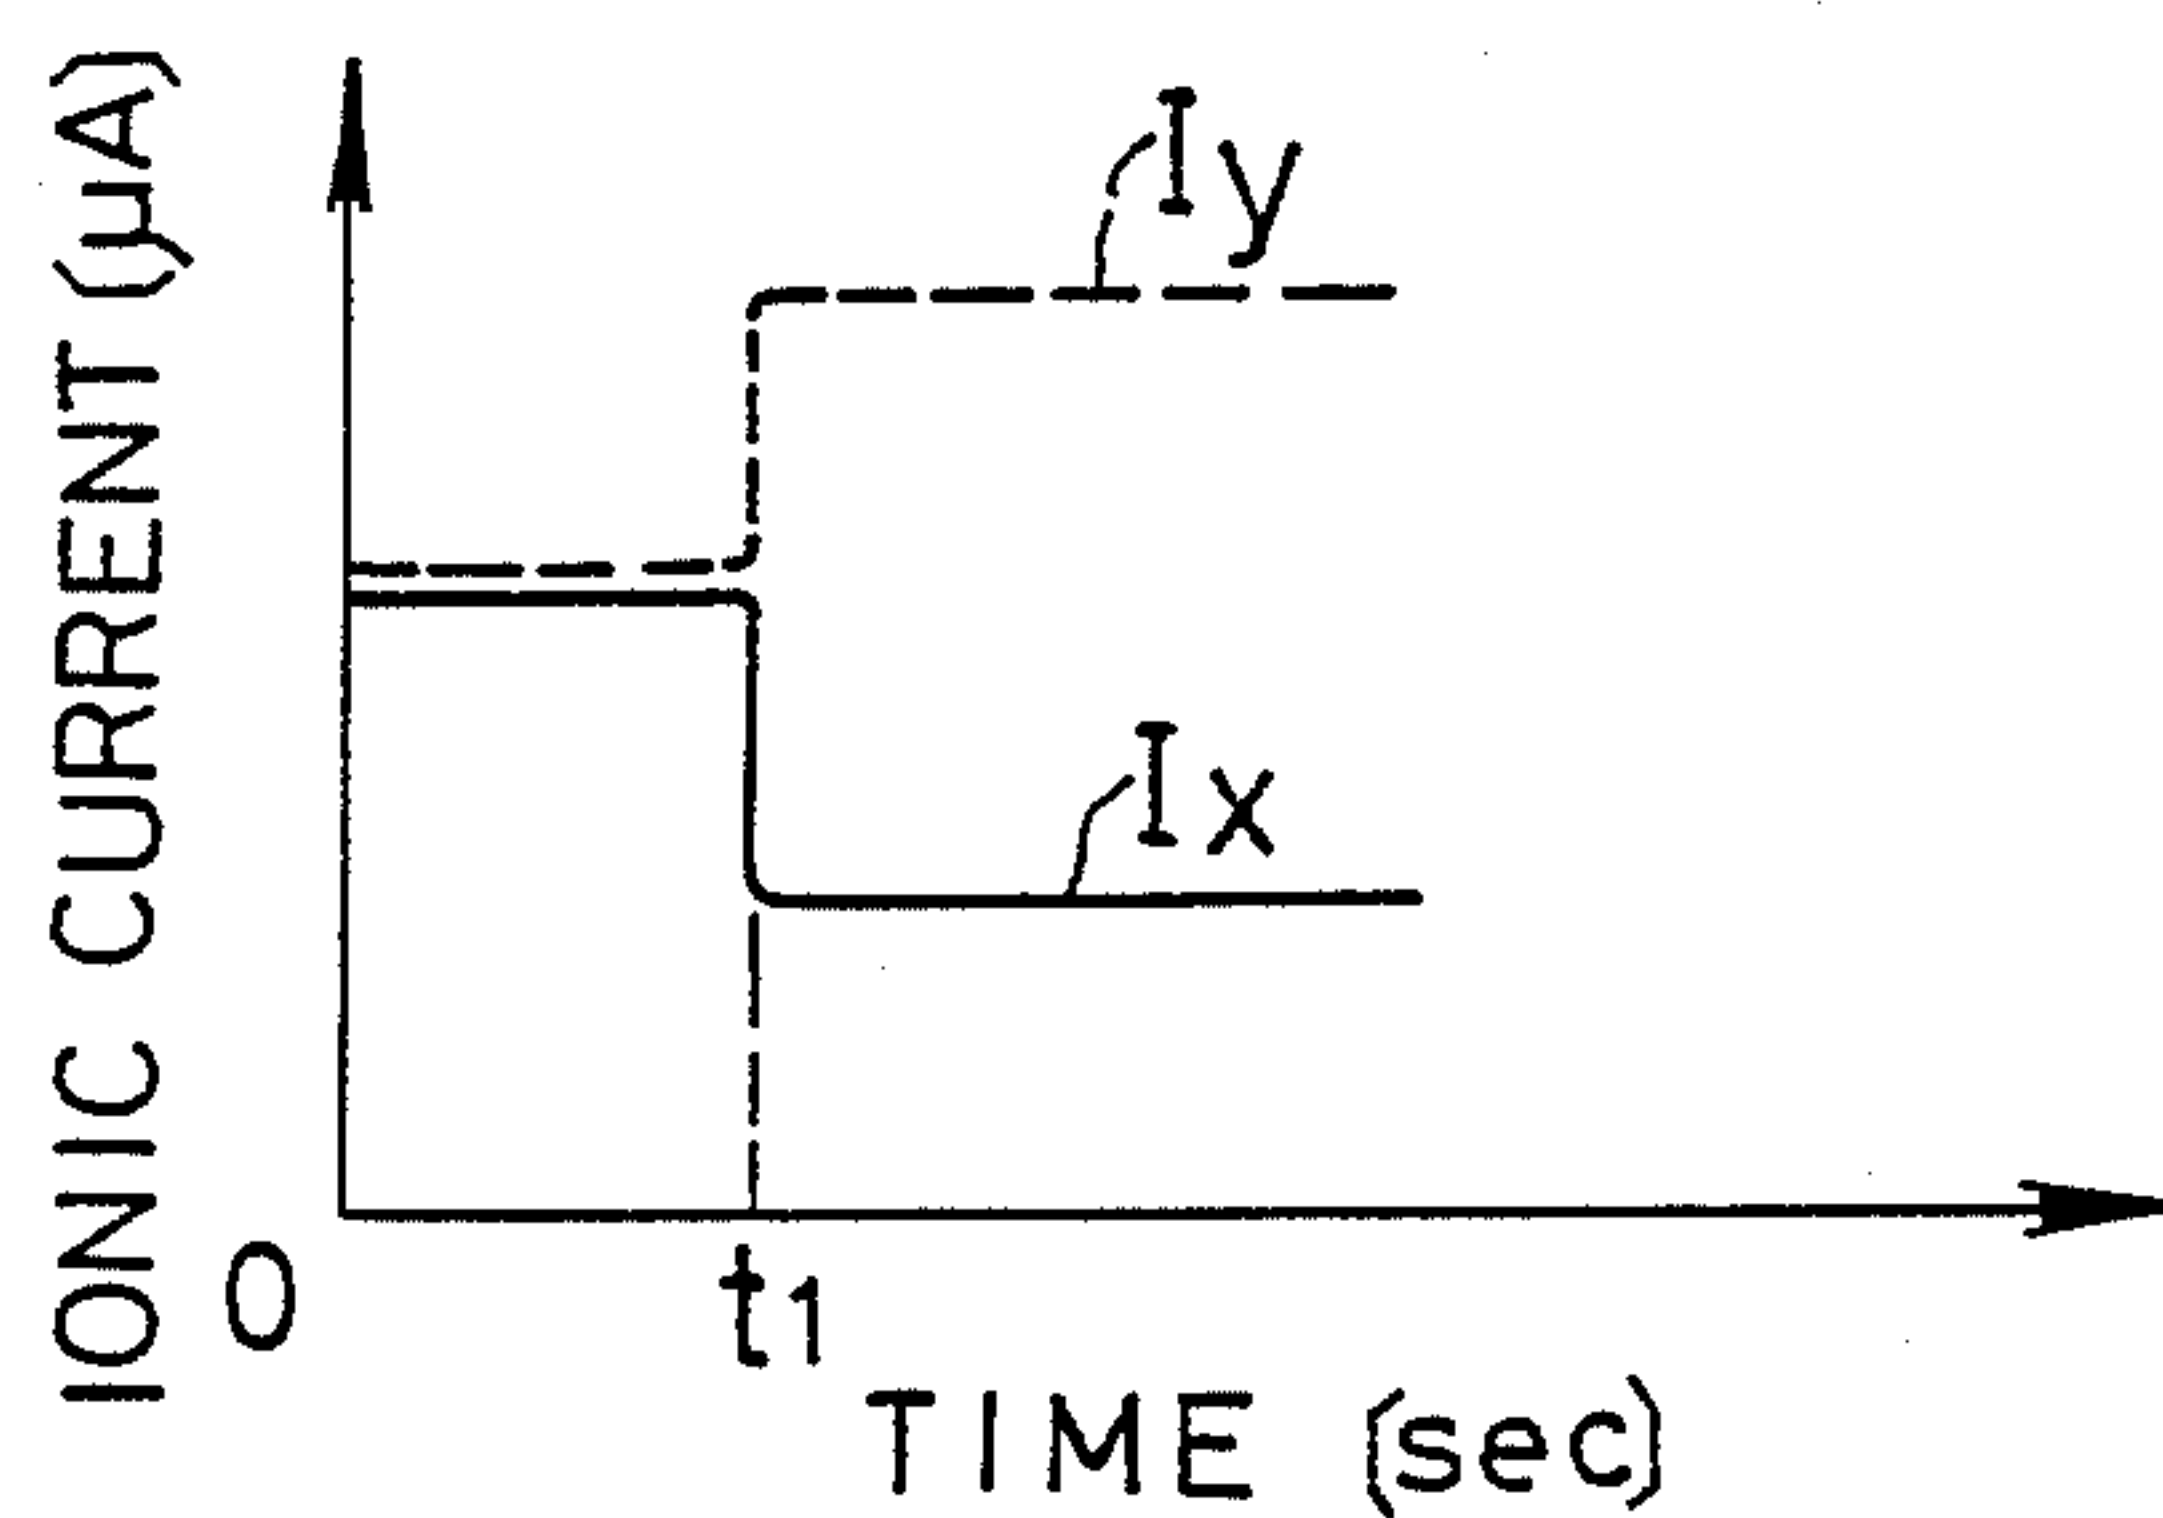 IONIC CURRENT (μA)
Iy
Ix
0
t1
TIME (sec)